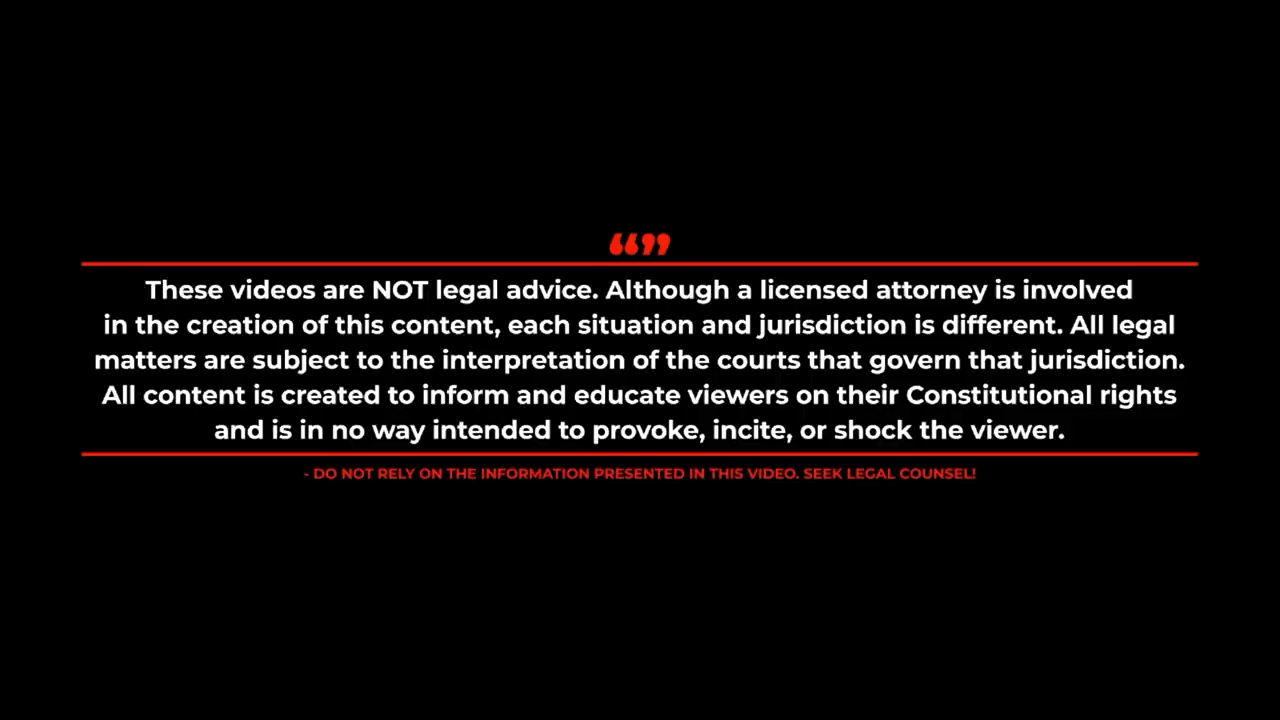 “”
These videos are NOT legal advice. Although a licensed attorney is involved
in the creation of this content, each situation and jurisdiction is different. All legal
matters are subject to the interpretation of the courts that govern that jurisdiction.
All content is created to inform and educate viewers on their Constitutional rights
and is in no way intended to provoke, incite, or shock the viewer.
- DO NOT RELY ON THE INFORMATION PRESENTED IN THIS VIDEO. SEEK LEGAL COUNSEL!